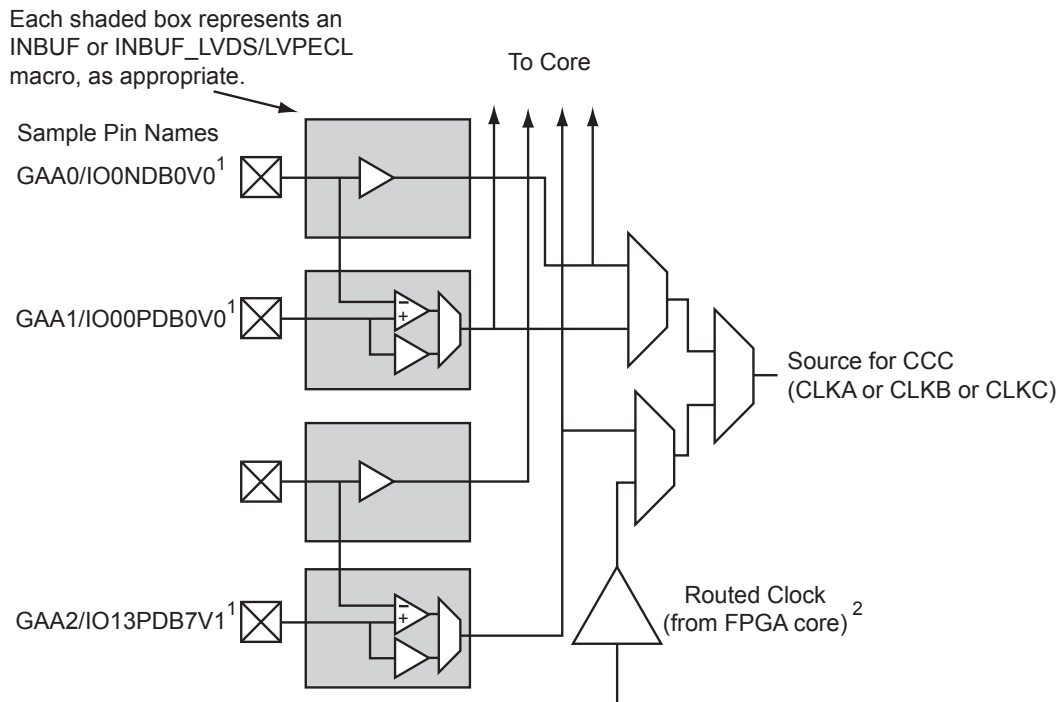 Each shaded box represents an
INBUF or INBUF_LVDS/LVPECL
macro, as appropriate.
To Core
Sample Pin Names
GAA0/IO0NDB0V0¹
GAA1/IO00PDB0V0¹
Source for CCC
(CLKA or CLKB or CLKC)
GAA2/IO13PDB7V1¹
Routed Clock
(from FPGA core)²
− +
− +